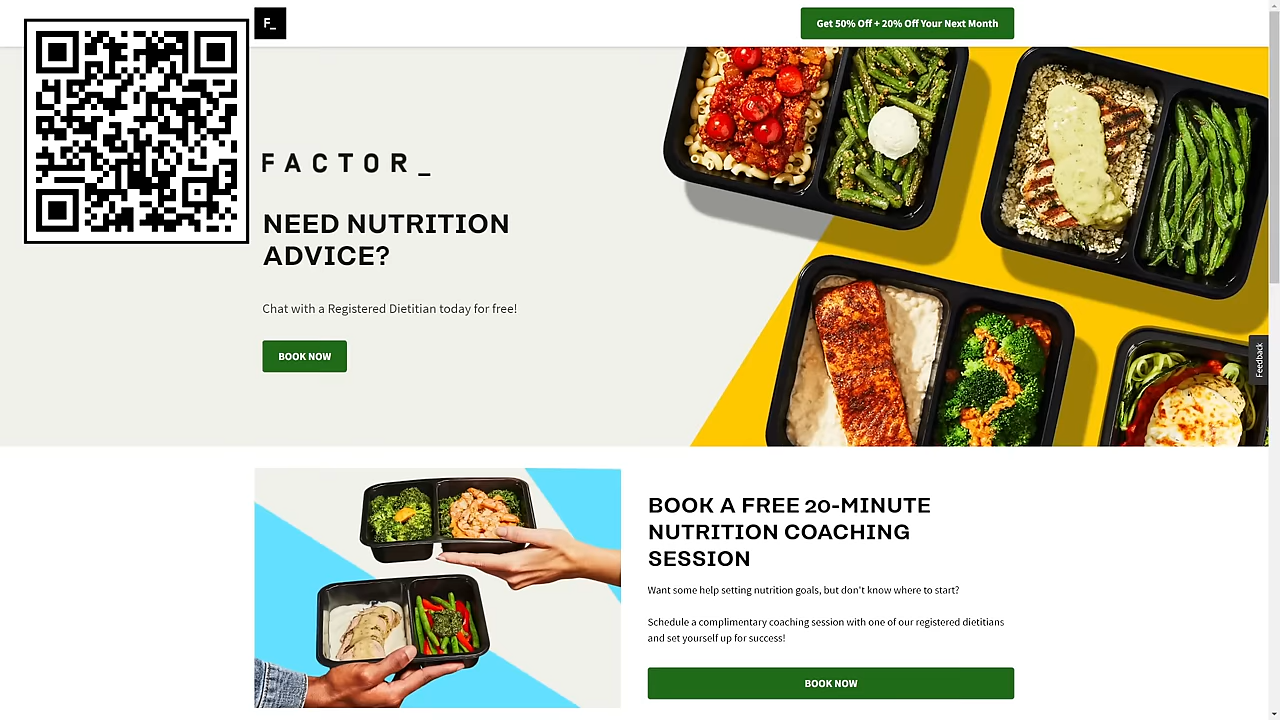 F_
Get 50% Off + 20% Off Your Next Month
FACTOR_
NEED NUTRITION
ADVICE?
Chat with a Registered Dietitian today for free!
BOOK NOW
Feedback
BOOK A FREE 20-MINUTE
NUTRITION COACHING
SESSION
Want some help setting nutrition goals, but don't know where to start?
Schedule a complimentary coaching session with one of our registered dietitians
and set yourself up for success!
BOOK NOW